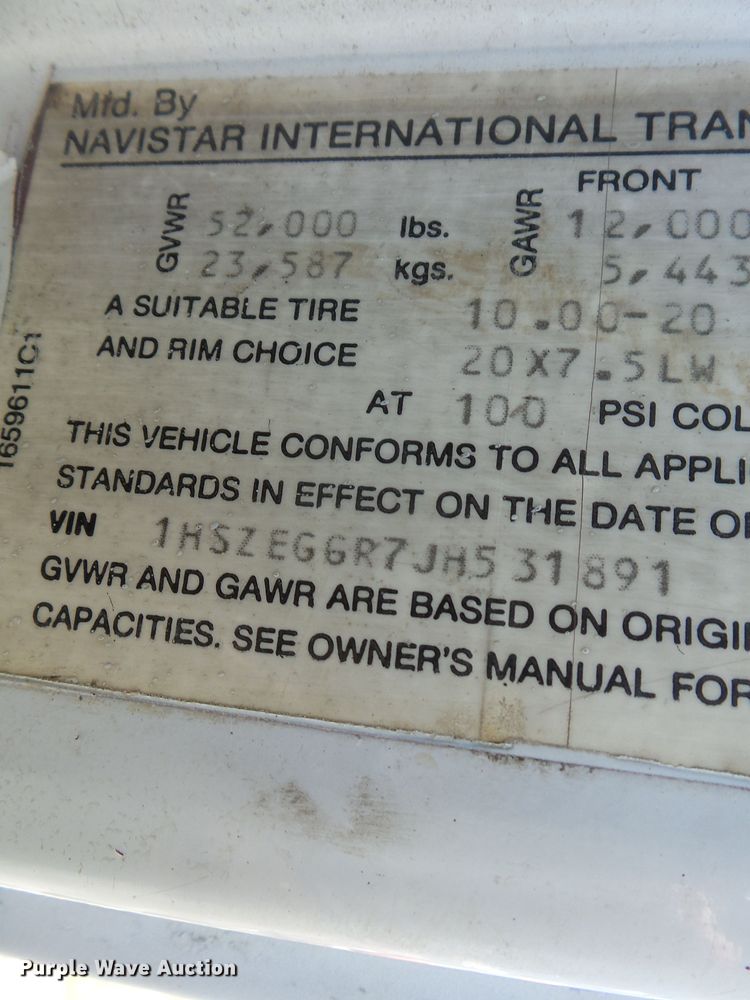 Mfd. By
NAVISTAR INTERNATIONAL TRAN
FRONT
GVWR 52,000 lbs. GAWR 12,000
23,587 kgs. 5,443
A SUITABLE TIRE 10.00-20
AND RIM CHOICE 20X7.5LW
AT 100 PSI COL
THIS VEHICLE CONFORMS TO ALL APPLI
STANDARDS IN EFFECT ON THE DATE O
VIN 1HSZEGGR7JH531891
GVWR AND GAWR ARE BASED ON ORIGI
CAPACITIES. SEE OWNER'S MANUAL FOR
1659611C1
Purple Wave Auction